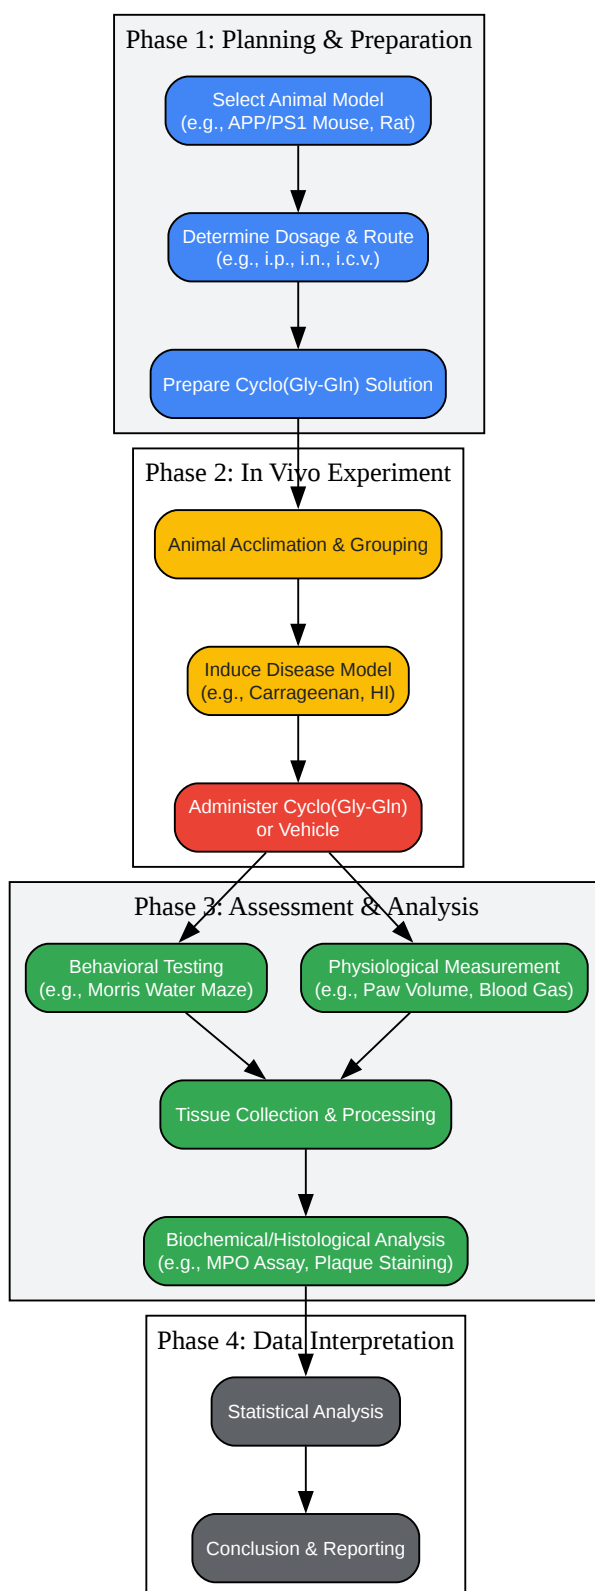 Phase 1: Planning & Preparation
Select Animal Model
(e.g., APP/PS1 Mouse, Rat)
Determine Dosage & Route
(e.g., i.p., i.n., i.c.v.)
Prepare Cyclo(Gly-Gln) Solution
Phase 2: In Vivo Experiment
Animal Acclimation & Grouping
Induce Disease Model
(e.g., Carrageenan, HI)
Administer Cyclo(Gly-Gln)
or Vehicle
Phase 3: Assessment & Analysis
Behavioral Testing
(e.g., Morris Water Maze)
Physiological Measurement
(e.g., Paw Volume, Blood Gas)
Tissue Collection & Processing
Biochemical/Histological Analysis
(e.g., MPO Assay, Plaque Staining)
Phase 4: Data Interpretation
Statistical Analysis
Conclusion & Reporting